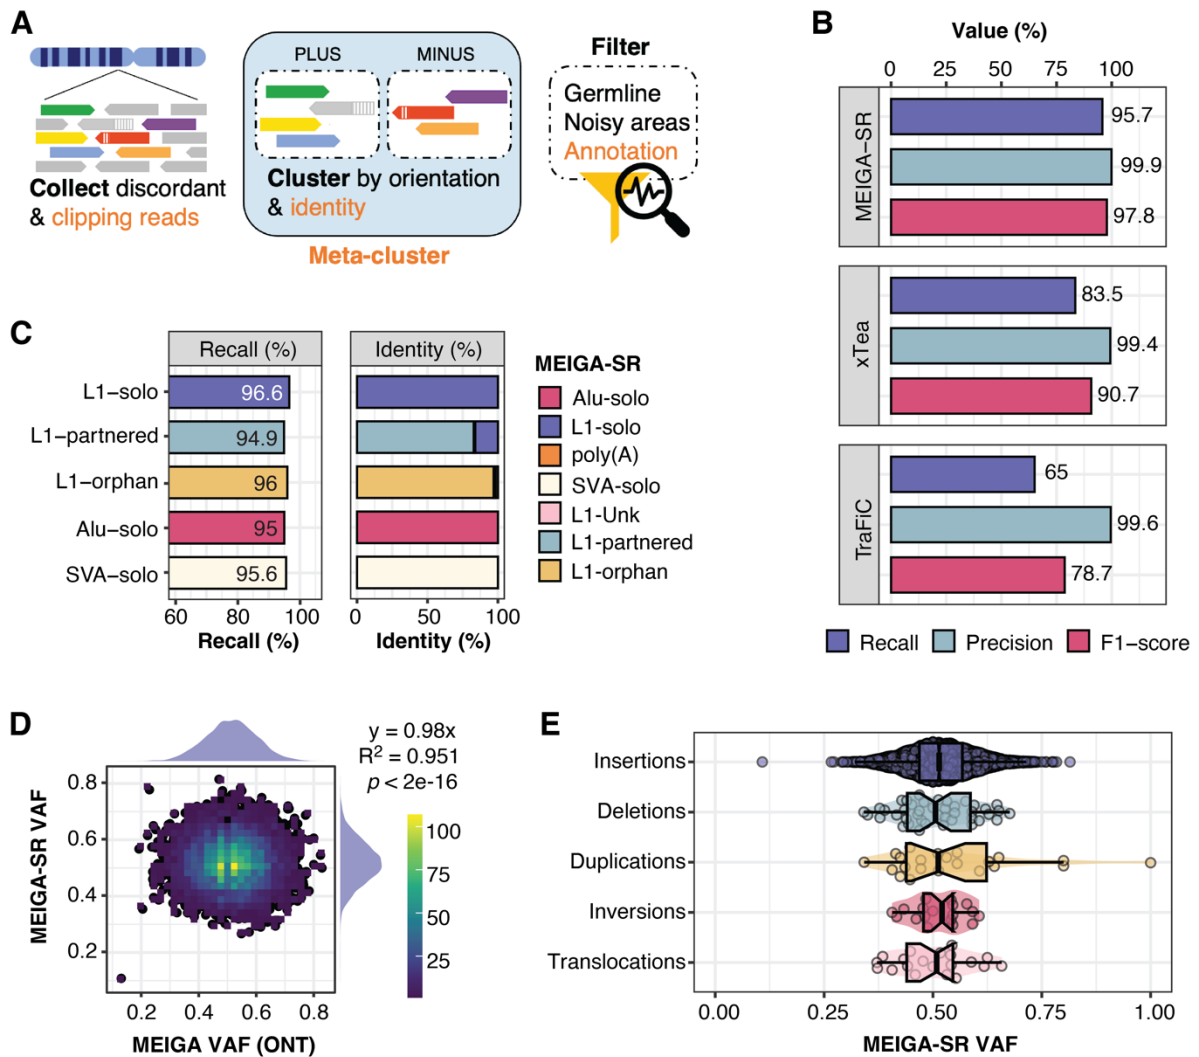 A
PLUS
MINUS
Filter
Germline
Noisy areas
Annotation
Collect discordant
& clipping reads
Cluster by orientation
& identity
Meta-cluster
B
Value (%)
0 25 50 75 100
MEIGA-SR
95.7
99.9
97.8
xTea
83.5
99.4
90.7
TraFiC
65
99.6
78.7
Recall Precision F1-score
C
Recall (%)
Identity (%)
L1-solo
96.6
L1-partnered
94.9
L1-orphan
96
Alu-solo
95
SVA-solo
95.6
60 80 100
Recall (%)
0 50 100
Identity (%)
MEIGA-SR
Alu-solo
L1-solo
poly(A)
SVA-solo
L1-Unk
L1-partnered
L1-orphan
D
y = 0.98x
R² = 0.951
p < 2e-16
MEIGA-SR VAF
0.8
0.6
0.4
0.2
0.2 0.4 0.6 0.8
MEIGA VAF (ONT)
100
75
50
25
E
Insertions
Deletions
Duplications
Inversions
Translocations
0.00 0.25 0.50 0.75 1.00
MEIGA-SR VAF